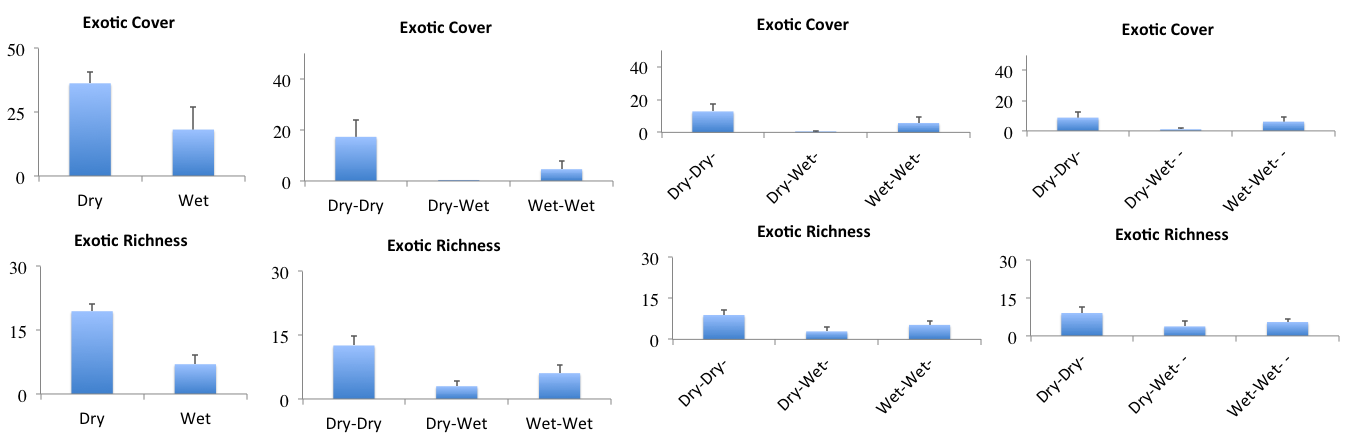 Exotic Cover
50
25
0
Dry Wet
Exotic Cover
40
20
0
Dry-Dry Dry-Wet Wet-Wet
Exotic Cover
40
20
0
Dry-Dry- Dry-Wet- Wet-Wet-
Exotic Cover
40
20
0
Dry-Dry- Dry-Wet- - Wet-Wet- -
Exotic Richness
30
15
0
Dry Wet
Exotic Richness
30
15
0
Dry-Dry Dry-Wet Wet-Wet
Exotic Richness
30
15
0
Dry-Dry- Dry-Wet- Wet-Wet-
Exotic Richness
30
15
0
Dry-Dry- Dry-Wet- - Wet-Wet- -